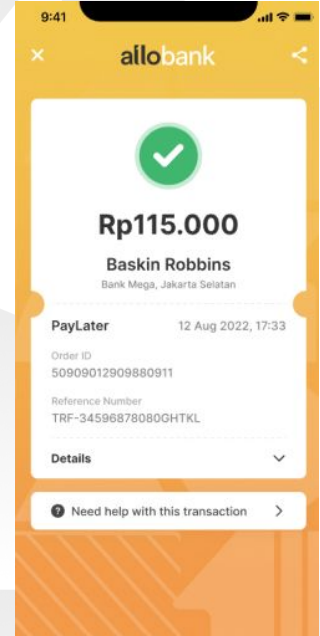 9:41
allobank
Rp115.000
Baskin Robbins
Bank Mega, Jakarta Selatan
PayLater 12 Aug 2022, 17:33
Order ID
50909012909880911
Reference Number
TRF-34596878080GHTKL
Details
Need help with this transaction